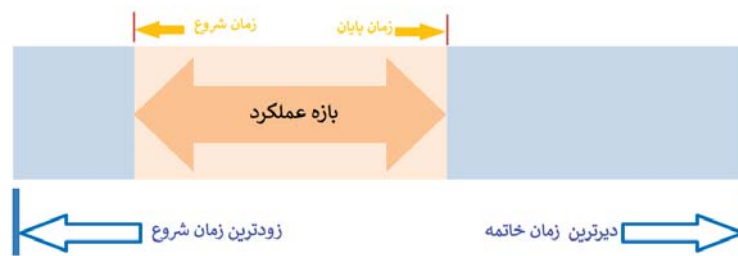 زمان پایان
زمان شروع
بازه عملکرد
دیرترین زمان خاتمه
زودترین زمان شروع